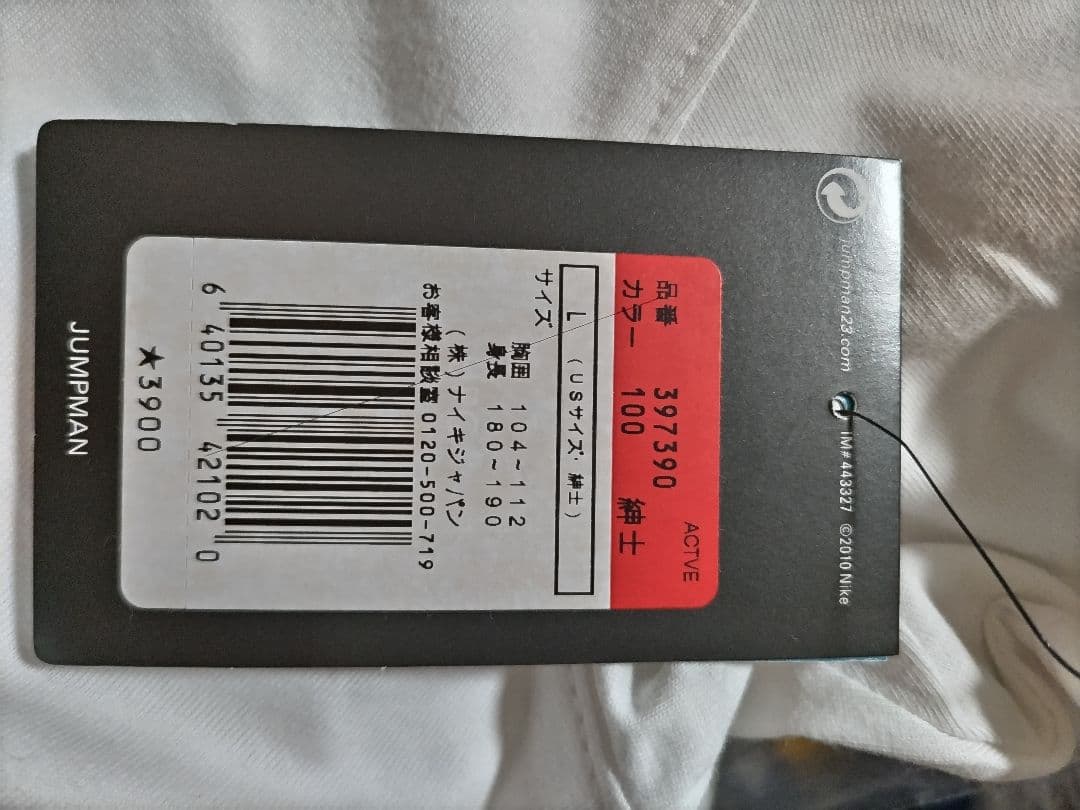 jumpman23.com
IM# 443327 ©2010 Nike
ACTVE
品番 397390
カラー 100 紳士
L (USサイズ・紳士)
サイズ
胸囲 104~112
身長 180~190
(株)ナイキジャパン
お客様相談室 0120-500-719
6 40135 42102 0
★3900
JUMPMAN